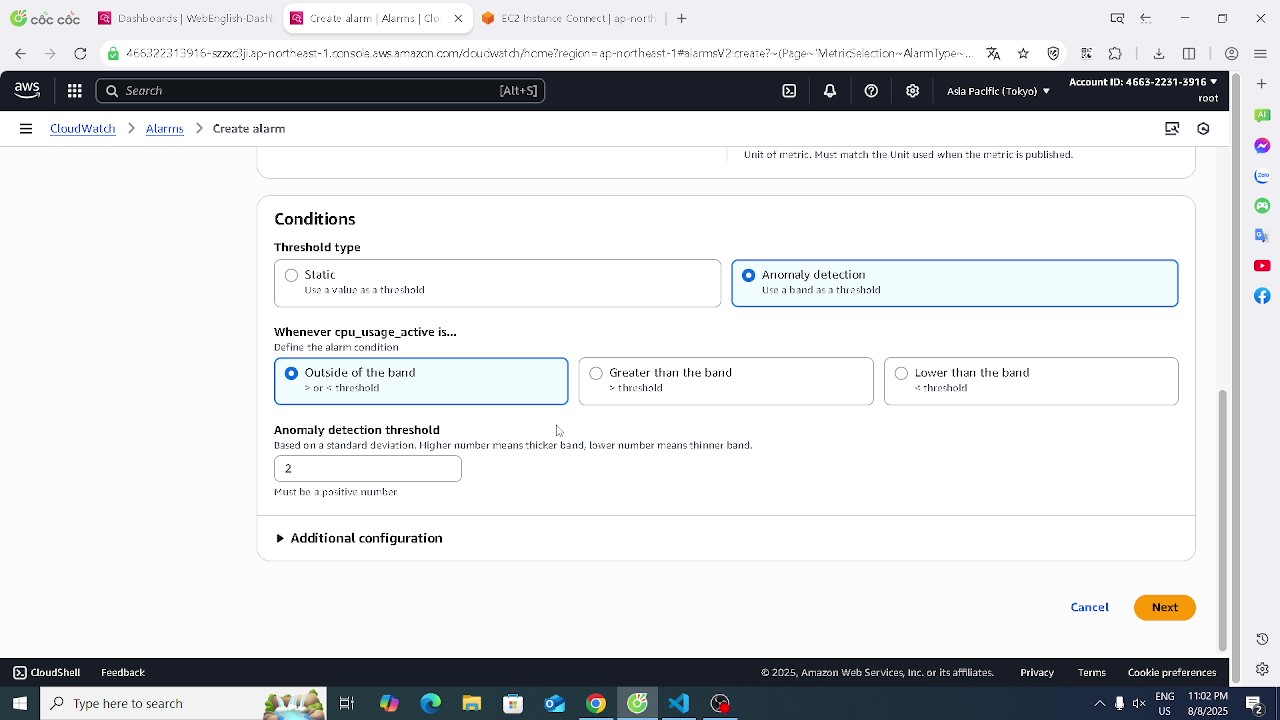 cốc cốc
Dashboards | WebEnglish-Dashl
Create alarm | Alarms | Clo
EC2 Instance Connect | ap-north
466322313916-szzxc3ji.ap-northeast-1.console.aws.amazon.com/cloudwatch/home?region=ap-northeast-1#alarmsV2:create?~(Page~'MetricSelection~AlarmType~...
aws
Search
[Alt+S]
Asia Pacific (Tokyo)
Account ID: 4663-2231-3916
root
CloudWatch
Alarms
Create alarm
Unit of metric. Must match the Unit used when the metric is published.
Conditions
Threshold type
Static
Use a value as a threshold
Anomaly detection
Use a band as a threshold
Whenever cpu_usage_active is...
Define the alarm condition
Outside of the band
> or < threshold
Greater than the band
> threshold
Lower than the band
< threshold
Anomaly detection threshold
Based on a standard deviation. Higher number means thicker band, lower number means thinner band.
2
Must be a positive number
Additional configuration
Cancel
Next
AI
Zalo
CloudShell
Feedback
© 2025, Amazon Web Services, Inc. or its affiliates.
Privacy
Terms
Cookie preferences
Type here to search
ENG
US
11:02 PM
8/8/2025
2